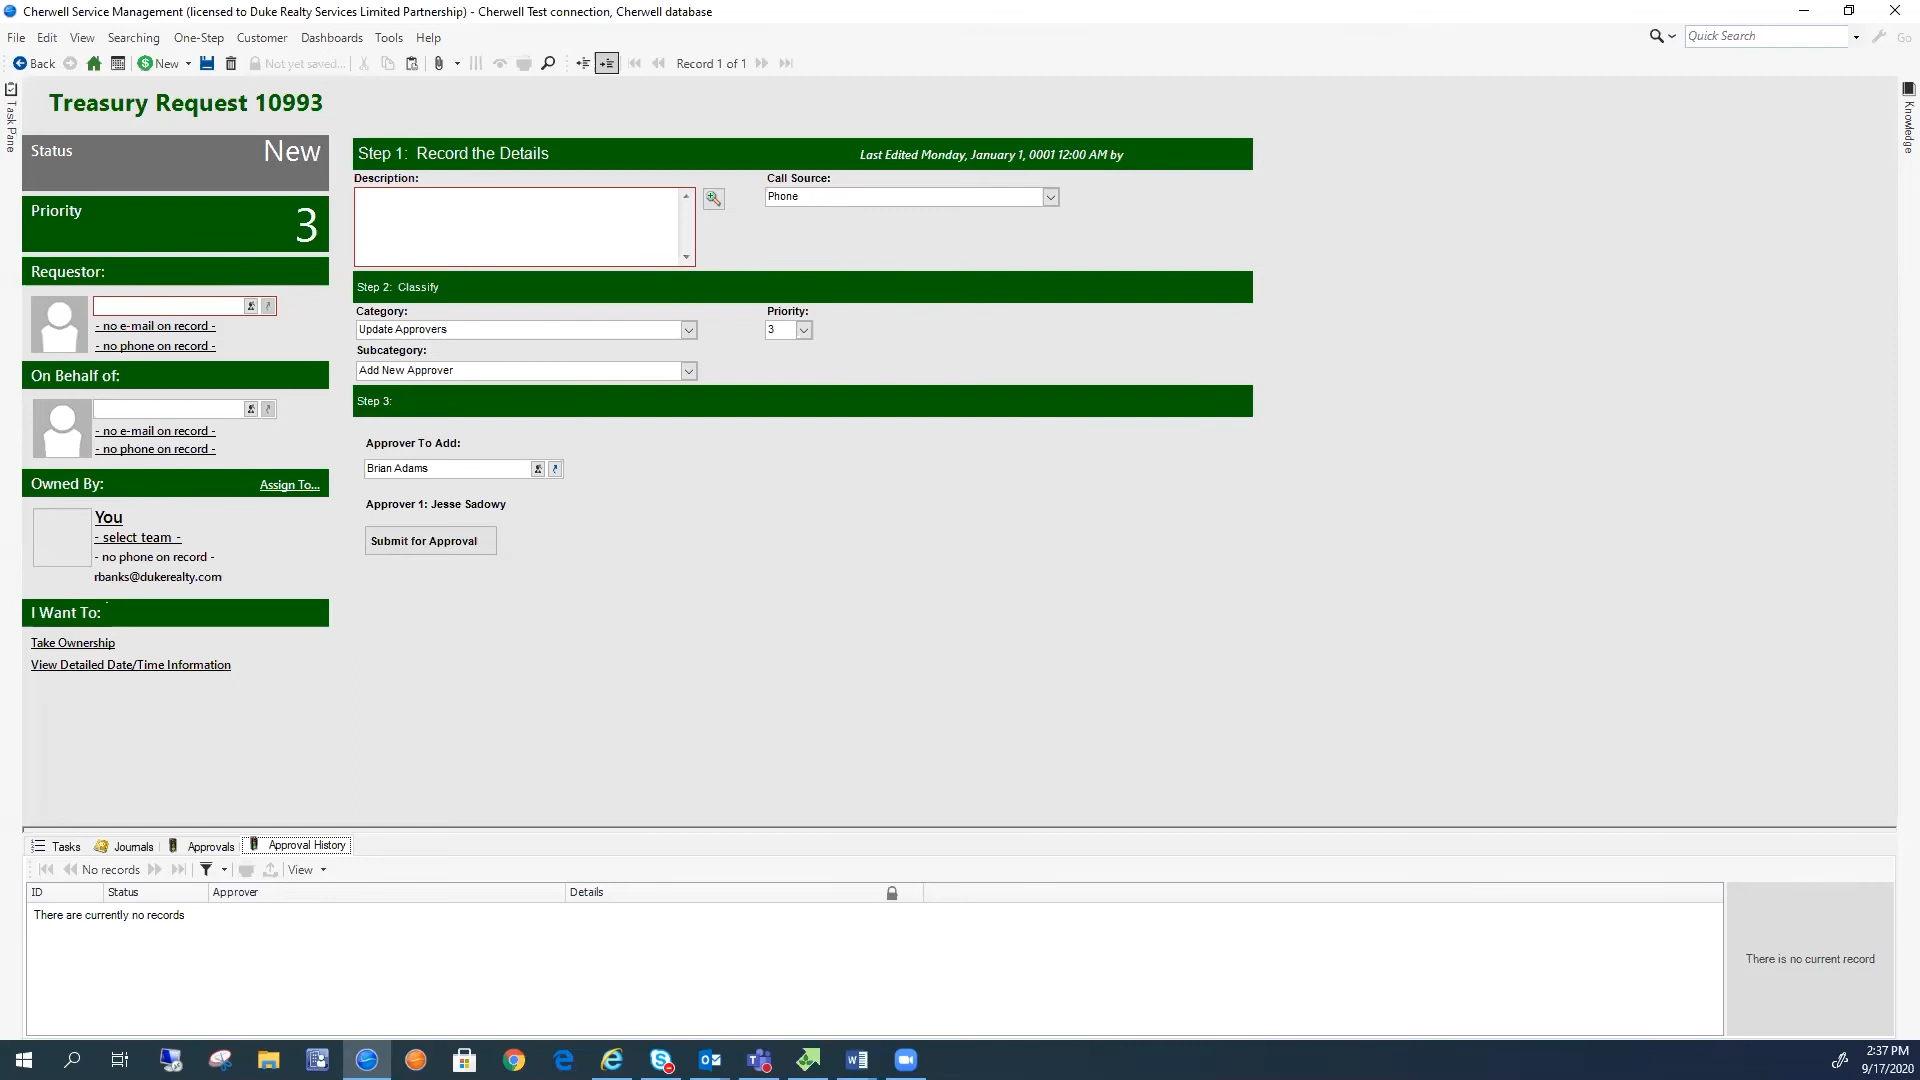 Cherwell Service Management (licensed to Duke Realty Services Limited Partnership) - Cherwell Test connection, Cherwell database
File Edit View Searching One-Step Customer Dashboards Tools Help
Quick Search
Go
Back New Not yet saved... Record 1 of 1
Task Pane
Knowledge
Treasury Request 10993
Status New
Priority 3
Requestor:
- no e-mail on record -
- no phone on record -
On Behalf of:
- no e-mail on record -
- no phone on record -
Owned By: Assign To...
You
- select team -
- no phone on record -
rbanks@dukerealty.com
I Want To:
Take Ownership
View Detailed Date/Time Information
Step 1: Record the Details Last Edited Monday, January 1, 0001 12:00 AM by
Description: Call Source:
Phone
Step 2: Classify
Category: Priority:
Update Approvers 3
Subcategory:
Add New Approver
Step 3:
Approver To Add:
Brian Adams
Approver 1: Jesse Sadowy
Submit for Approval
Tasks Journals Approvals Approval History
No records View
ID Status Approver Details
There are currently no records
There is no current record
2:37 PM
9/17/2020